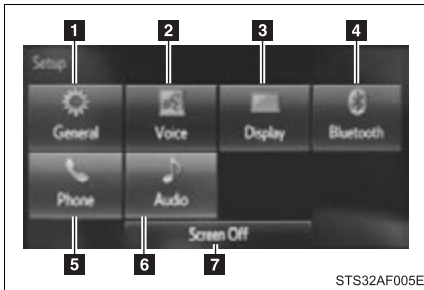 1 2 3 4
Setup
General Voice Display Bluetooth
Phone Audio
Screen Off
5 6 7
STS32AF005E